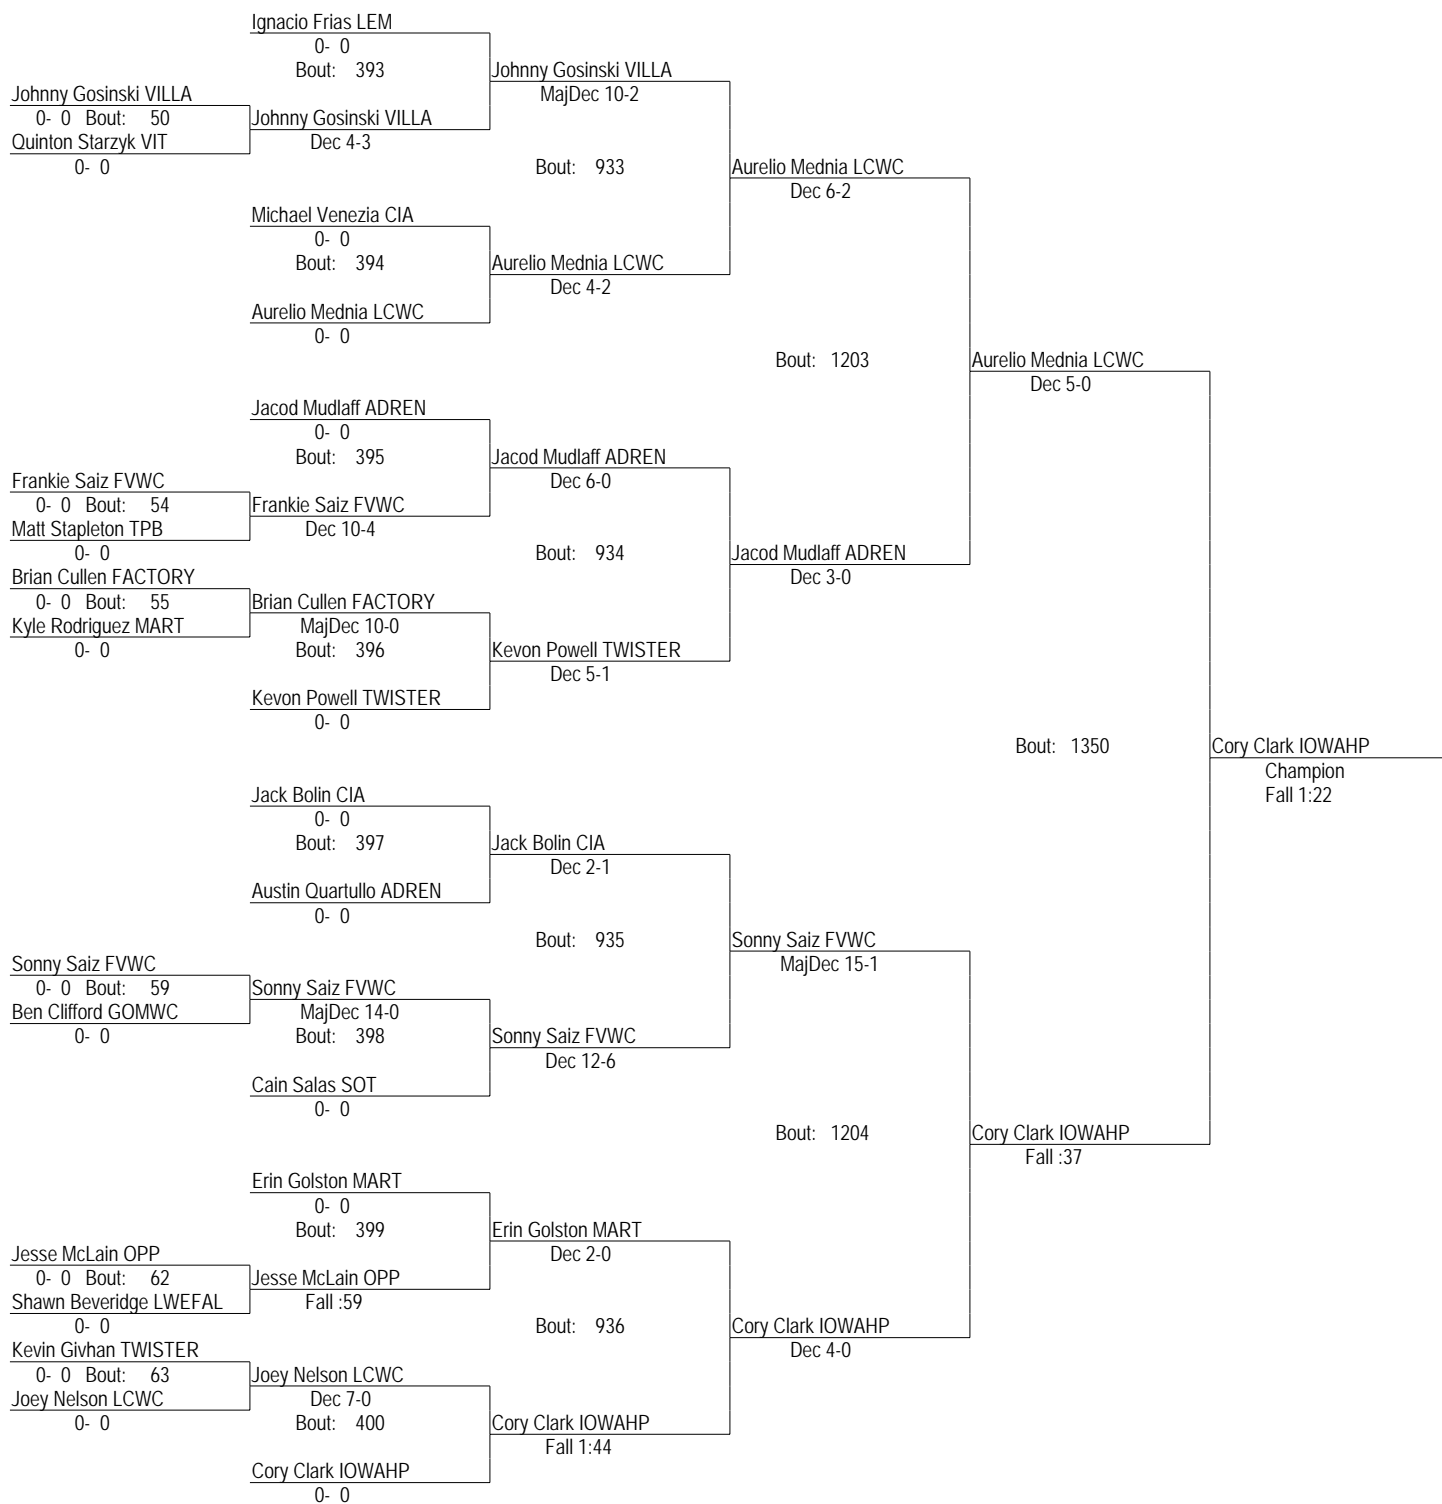 Ignacio Frias LEM
0- 0
Bout: 393
Johnny Gosinski VILLA
MajDec 10-2
Johnny Gosinski VILLA
0- 0 Bout: 50
Johnny Gosinski VILLA
Quinton Starzyk VIT
Dec 4-3
0- 0
Bout: 933
Aurelio Mednia LCWC
Dec 6-2
Michael Venezia CIA
0- 0
Bout: 394
Aurelio Mednia LCWC
Dec 4-2
Aurelio Mednia LCWC
0- 0
Bout: 1203
Aurelio Mednia LCWC
Dec 5-0
Jacod Mudlaff ADREN
0- 0
Bout: 395
Jacod Mudlaff ADREN
Dec 6-0
Frankie Saiz FVWC
0- 0 Bout: 54
Frankie Saiz FVWC
Matt Stapleton TPB
Dec 10-4
0- 0
Bout: 934
Jacod Mudlaff ADREN
Dec 3-0
Brian Cullen FACTORY
0- 0 Bout: 55
Brian Cullen FACTORY
Kyle Rodriguez MART
MajDec 10-0
0- 0
Bout: 396
Kevon Powell TWISTER
Dec 5-1
Kevon Powell TWISTER
0- 0
Bout: 1350
Cory Clark IOWAHP
Champion
Fall 1:22
Jack Bolin CIA
0- 0
Bout: 397
Jack Bolin CIA
Dec 2-1
Austin Quartullo ADREN
0- 0
Bout: 935
Sonny Saiz FVWC
MajDec 15-1
Sonny Saiz FVWC
0- 0 Bout: 59
Sonny Saiz FVWC
Ben Clifford GOMWC
MajDec 14-0
0- 0
Bout: 398
Sonny Saiz FVWC
Dec 12-6
Cain Salas SOT
0- 0
Bout: 1204
Cory Clark IOWAHP
Fall :37
Erin Golston MART
0- 0
Bout: 399
Erin Golston MART
Dec 2-0
Jesse McLain OPP
0- 0 Bout: 62
Jesse McLain OPP
Shawn Beveridge LWEFAL
Fall :59
0- 0
Bout: 936
Cory Clark IOWAHP
Dec 4-0
Kevin Givhan TWISTER
0- 0 Bout: 63
Joey Nelson LCWC
Joey Nelson LCWC
Dec 7-0
0- 0
Bout: 400
Cory Clark IOWAHP
Fall 1:44
Cory Clark IOWAHP
0- 0